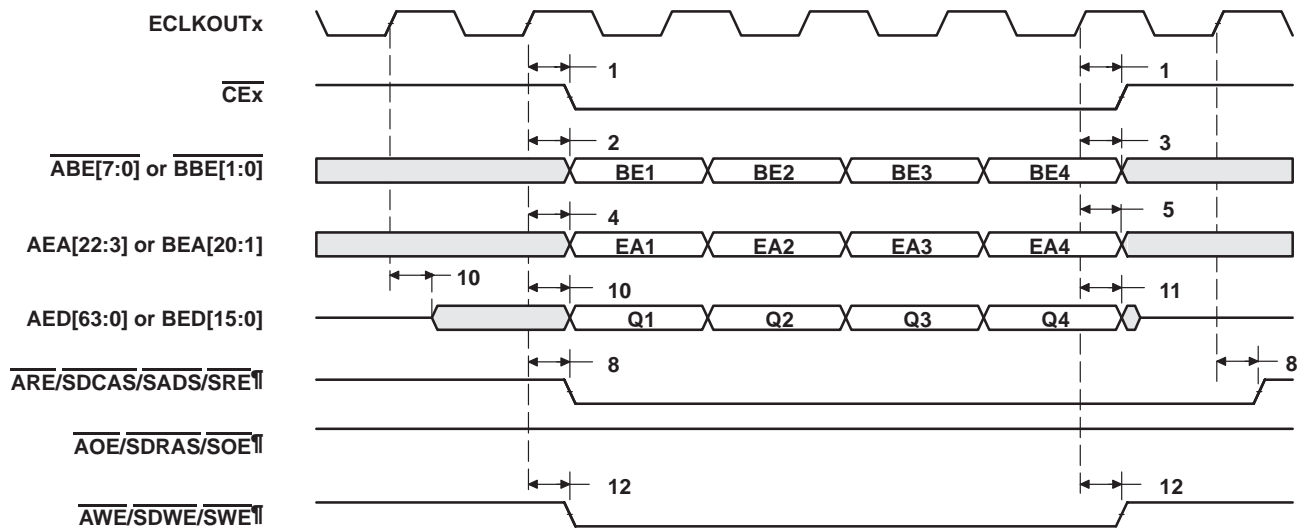 ECLKOUTx
1 1
CEx
2 3
ABE[7:0] or BBE[1:0]
BE1 BE2 BE3 BE4
4 5
AEA[22:3] or BEA[20:1]
EA1 EA2 EA3 EA4
10 10 11
AED[63:0] or BED[15:0]
Q1 Q2 Q3 Q4
8 8
ARE/SDCAS/SADS/SRE¶
AOE/SDRAS/SOE¶
12 12
AWE/SDWE/SWE¶